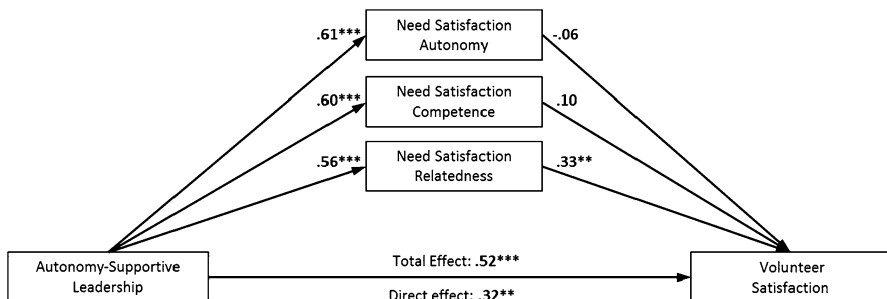 Need Satisfaction
Autonomy
.61***
-.06
Need Satisfaction
Competence
.60***
.10
Need Satisfaction
Relatedness
.56***
.33**
Autonomy-Supportive
Leadership
Total Effect: .52***
Direct effect: .32**
Volunteer
Satisfaction